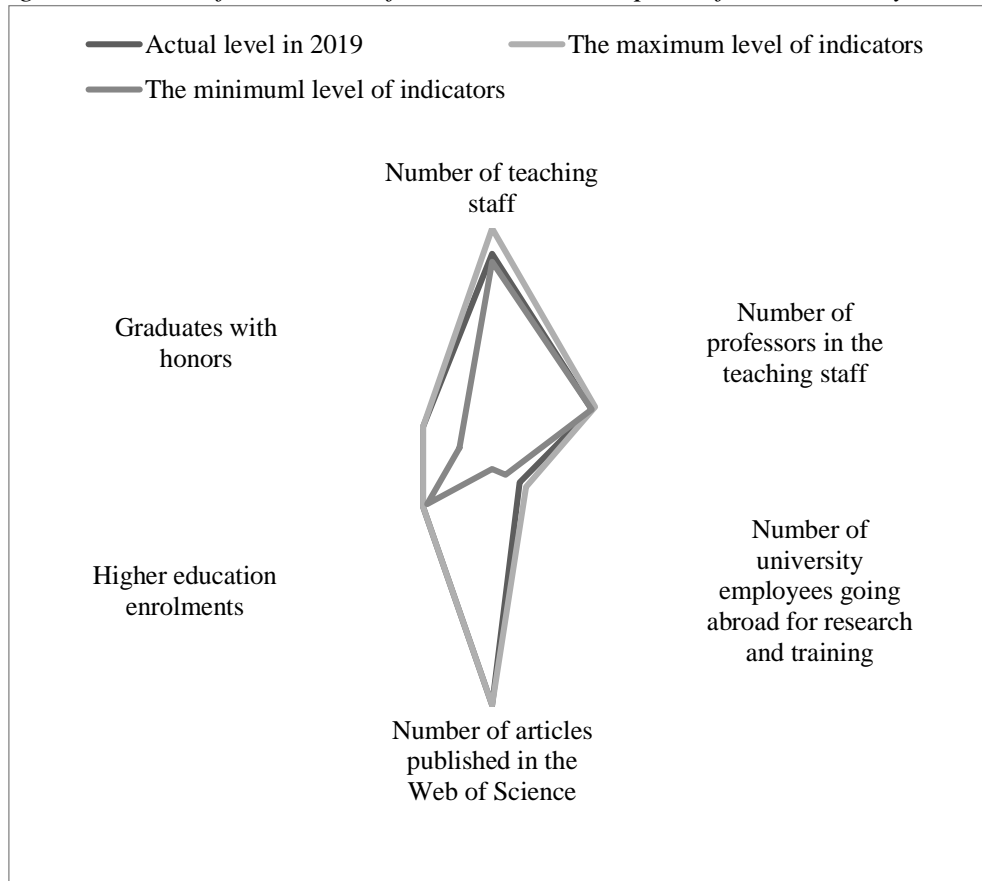 Actual level in 2019
The maximum level of indicators
The minimuml level of indicators
Number of teaching
staff
Number of
professors in the
teaching staff
Graduates with
honors
Number of
university
employees going
abroad for research
and training
Higher education
enrolments
Number of articles
published in the
Web of Science